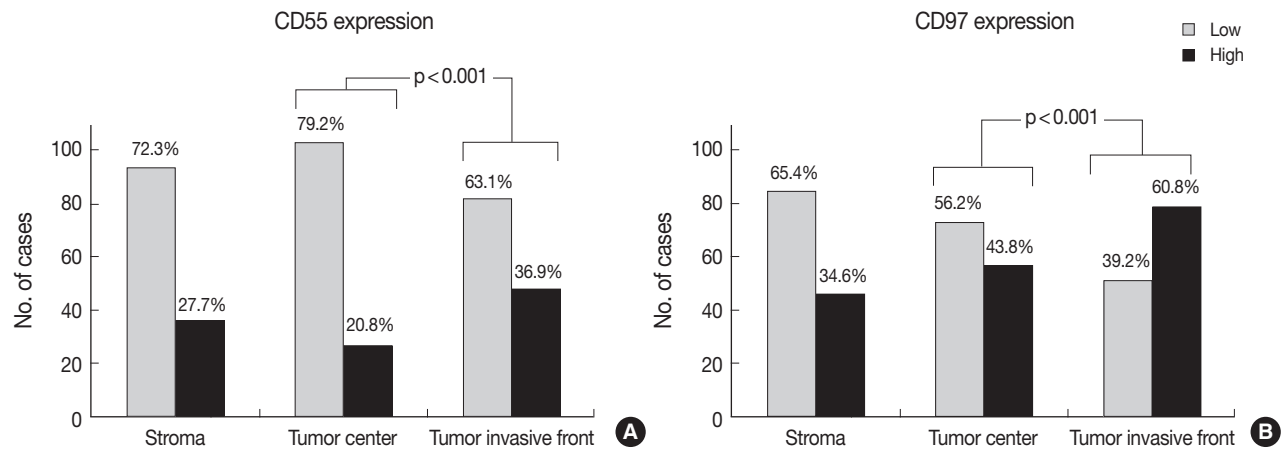 CD55 expression
p<0.001
79.2%
72.3%
63.1%
36.9%
27.7%
20.8%
100
80
60
40
20
0
No. of cases
Stroma
Tumor center
Tumor invasive front
A
CD97 expression
Low
High
p<0.001
65.4%
60.8%
56.2%
43.8%
39.2%
34.6%
100
80
60
40
20
0
No. of cases
Stroma
Tumor center
Tumor invasive front
B